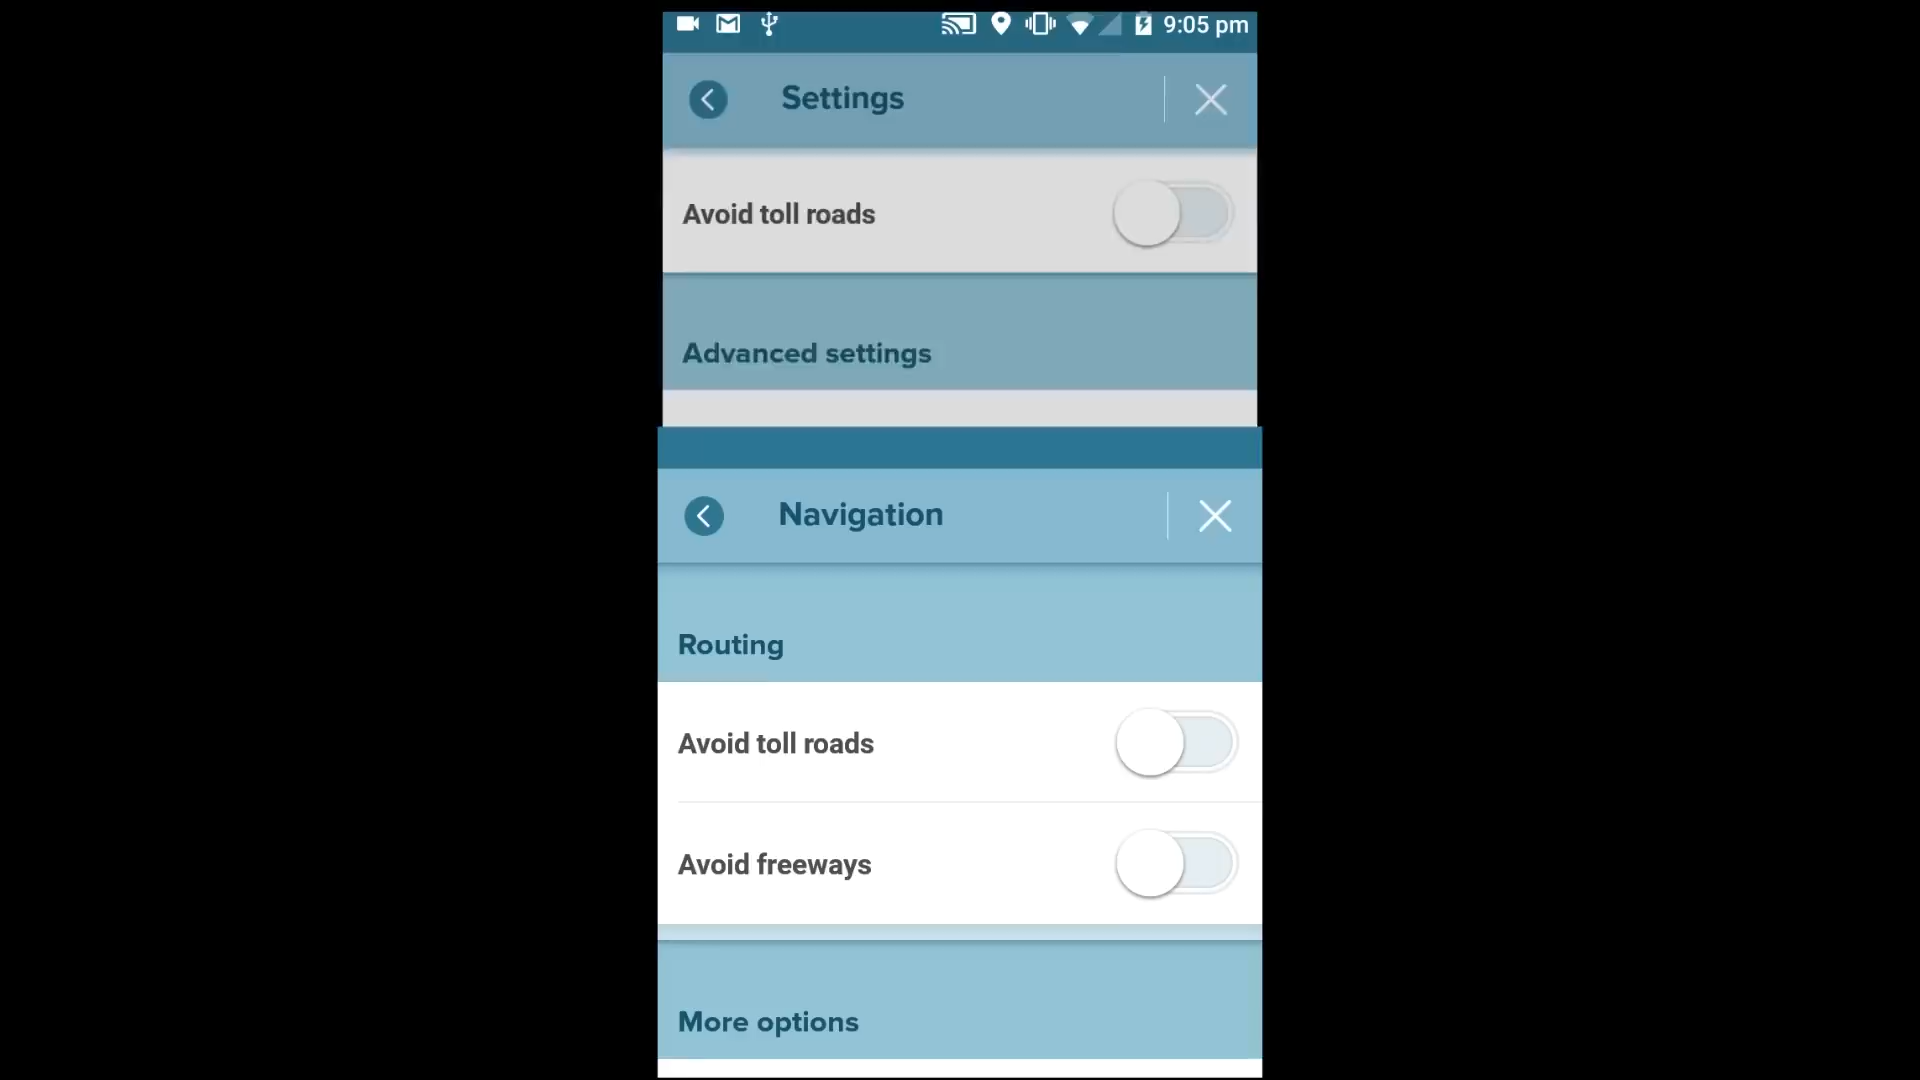 9:05 pm
Settings
Avoid toll roads
Advanced settings
Navigation
Routing
Avoid toll roads
Avoid freeways
More options